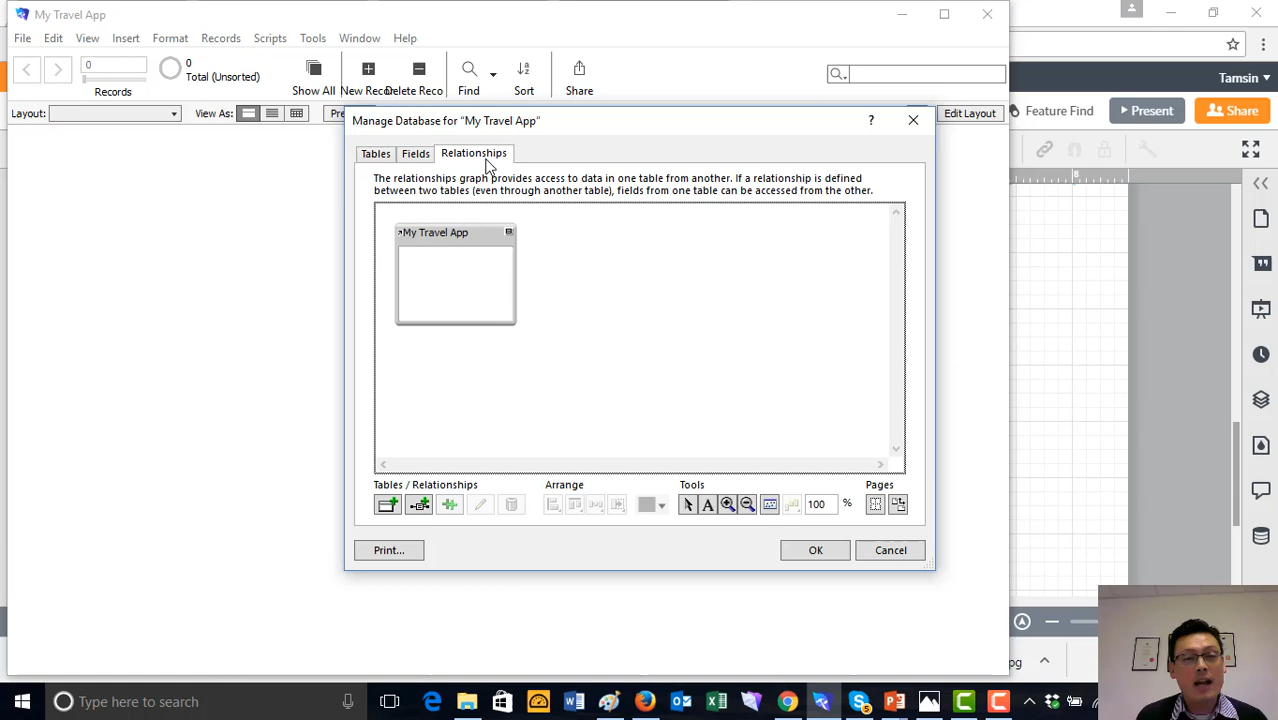 My Travel App
File Edit View Insert Format Records Scripts Tools Window Help
0
0
Total (Unsorted)
Records
Show All
New Reco
Delete Reco
Find
Sort
Share
Layout:
View As:
Pre
Edit Layout
Tamsin
Feature Find
Present
Share
8
Manage Database for “My Travel App”
?
Tables Fields Relationships
The relationships graph provides access to data in one table from another. If a relationship is defined
between two tables (even through another table), fields from one table can be accessed from the other.
My Travel App
Tables / Relationships
Arrange
Tools
Pages
A
100 %
Print...
OK
Cancel
pg
Type here to search